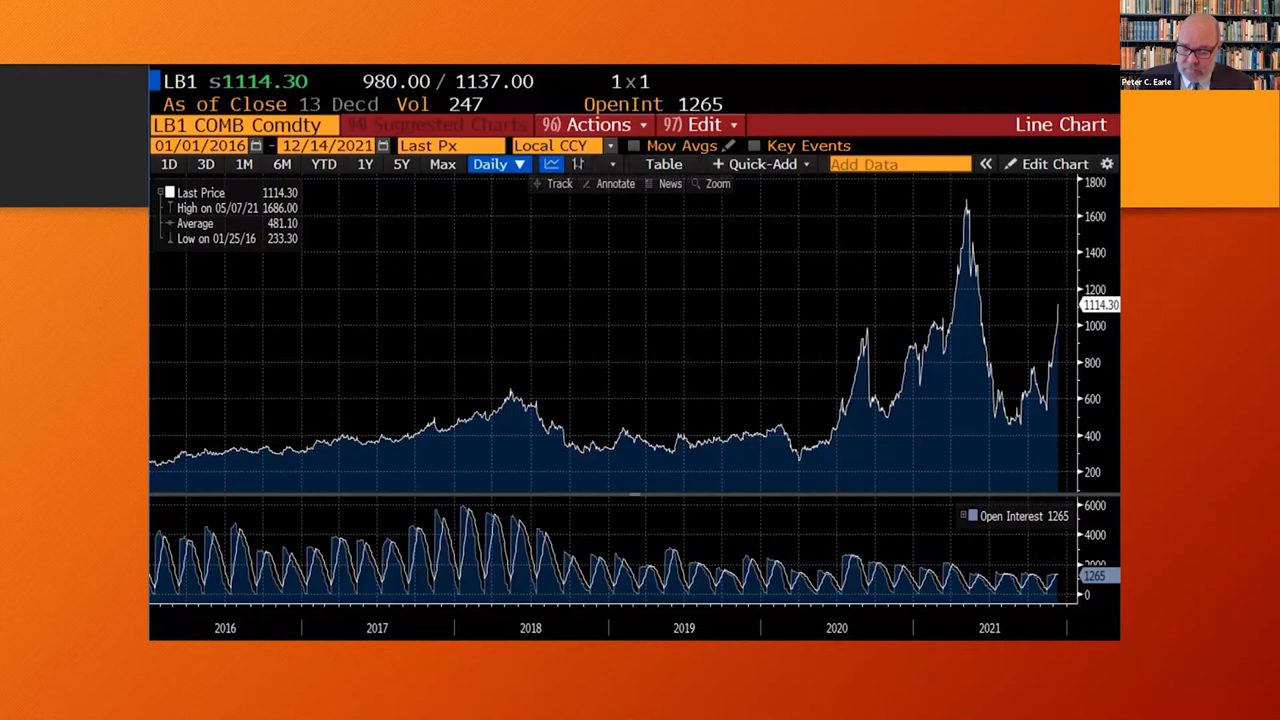 Peter C. Earle
LB1 s1114.30 980.00 / 1137.00 1x1
As of Close 13 Decd Vol 247 OpenInt 1265
LB1 COMB Comdty 94) Suggested Charts 96) Actions 97) Edit Line Chart
01/01/2016 - 12/14/2021 Last Px Local CCY Mov Avgs Key Events
1D 3D 1M 6M YTD 1Y 5Y Max Daily ▼ Table + Quick-Add Add Data « Edit Chart
Track Annotate News Zoom
Last Price 1114.30
High on 05/07/21 1686.00
Average 481.10
Low on 01/25/16 233.30
1800
1600
1400
1200
1114.30
1000
800
600
400
200
Open Interest 1265
6000
4000
2000
1265
0
2016 2017 2018 2019 2020 2021